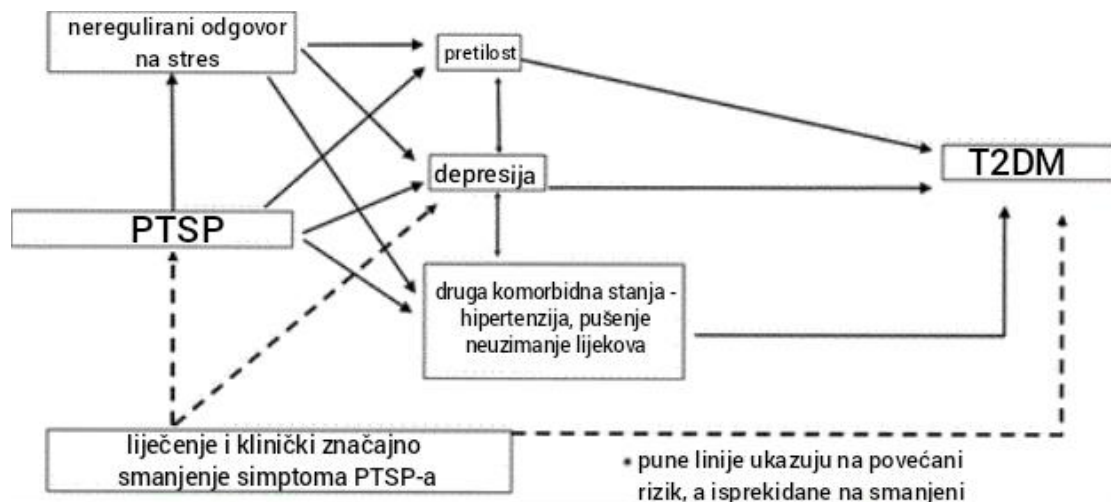 neregulirani odgovor
na stres
pretilost
depresija
T2DM
PTSP
druga komorbidna stanja -
hipertenzija, pušenje
neuzimanje lijekova
liječenje i klinički značajno
smanjenje simptoma PTSP-a
• pune linije ukazuju na povećani
rizik, a isprekidane na smanjeni